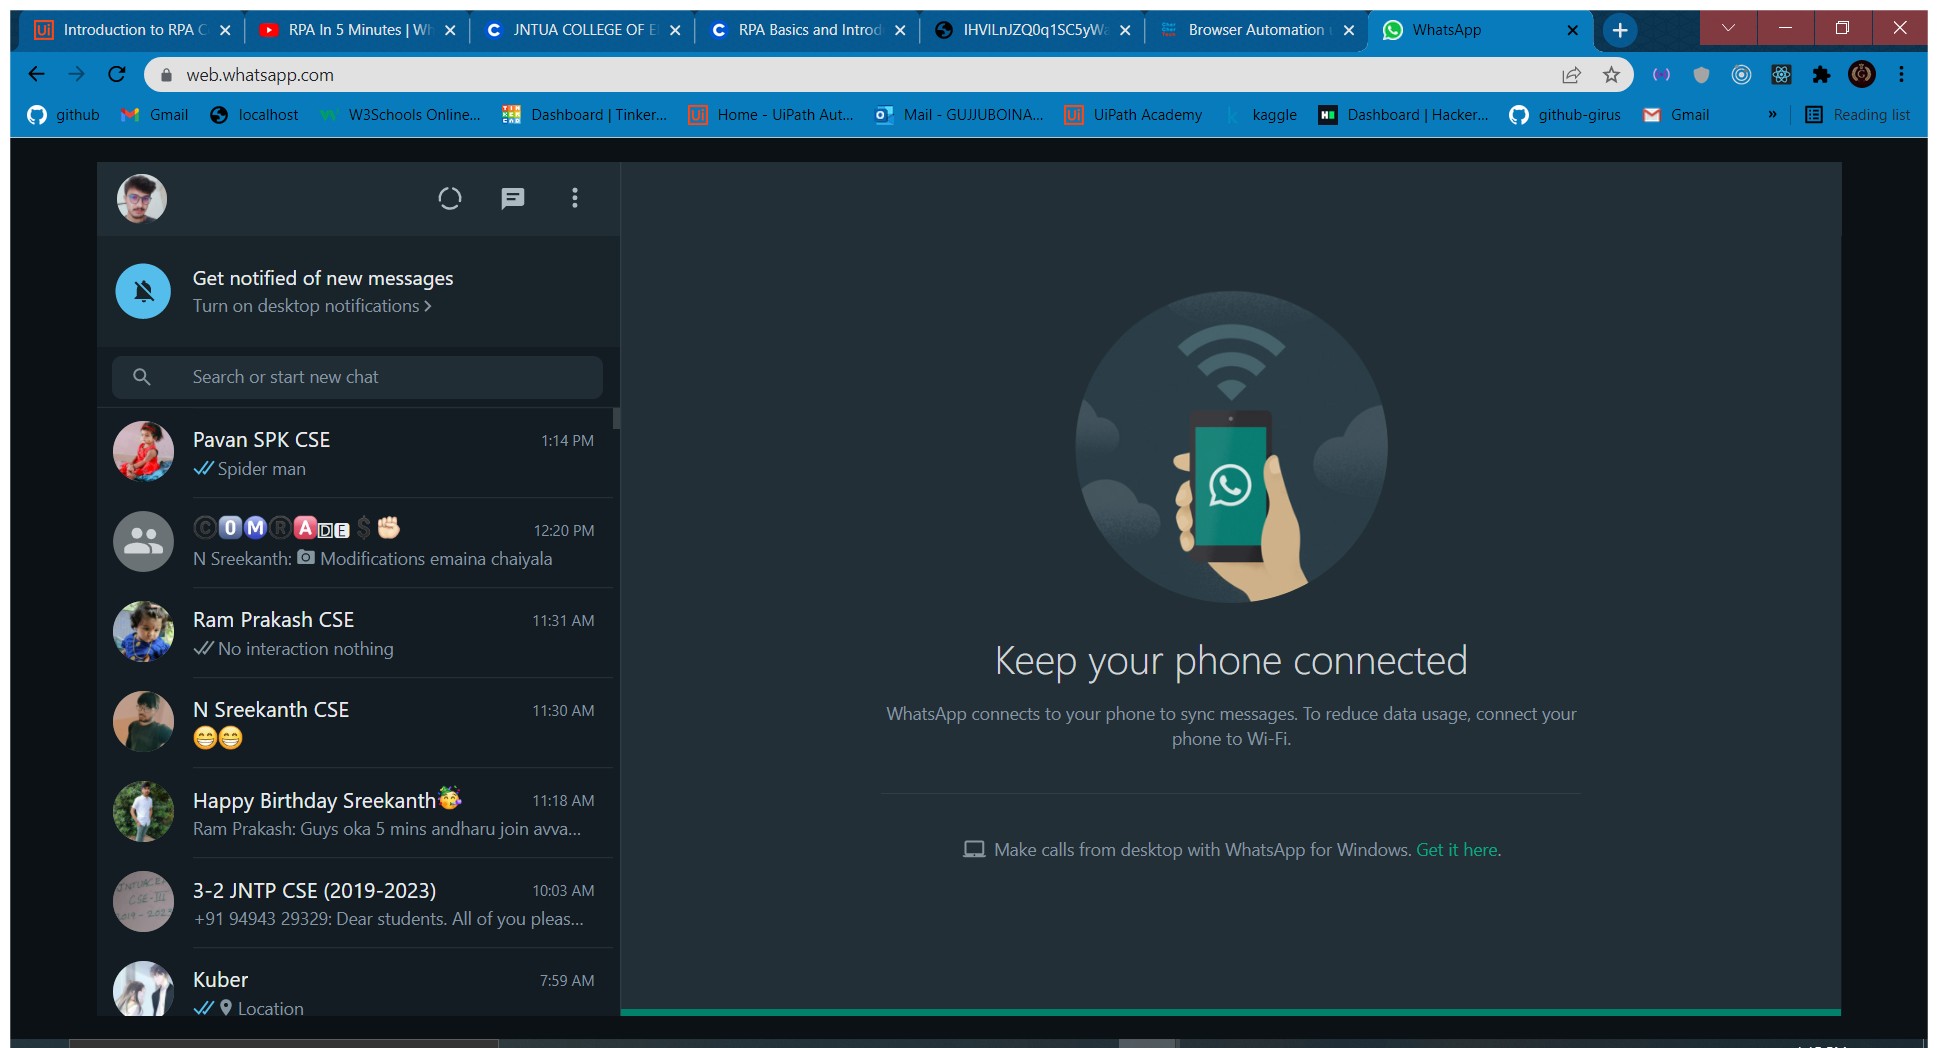 Introduction to RPA C
RPA In 5 Minutes | Wh
JNTUA COLLEGE OF E
RPA Basics and Introd
IHVILnJZQ0q1SC5yWa
Browser Automation u
WhatsApp
web.whatsapp.com
github
Gmail
localhost
W3Schools Online...
Dashboard | Tinker...
Home - UiPath Aut...
Mail - GUJJUBOINA...
UiPath Academy
kaggle
Dashboard | Hacker...
github-girus
Gmail
»
Reading list
Get notified of new messages
Turn on desktop notifications
Search or start new chat
Pavan SPK CSE
1:14 PM
Spider man
©0MRADE$✊🏻
12:20 PM
N Sreekanth: 📷 Modifications emaina chaiyala
Ram Prakash CSE
11:31 AM
No interaction nothing
N Sreekanth CSE
11:30 AM
😁😁
Happy Birthday Sreekanth🥳
11:18 AM
Ram Prakash: Guys oka 5 mins andharu join avva...
3-2 JNTP CSE (2019-2023)
10:03 AM
+91 94943 29329: Dear students. All of you pleas...
Kuber
7:59 AM
Location
Keep your phone connected
WhatsApp connects to your phone to sync messages. To reduce data usage, connect your
phone to Wi-Fi.
Make calls from desktop with WhatsApp for Windows. Get it here.